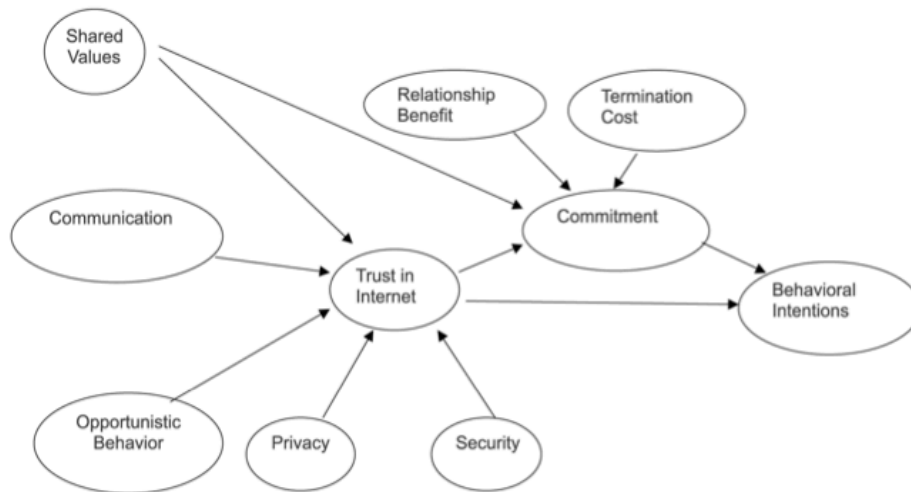 Shared
Values
Relationship
Benefit
Termination
Cost
Communication
Commitment
Trust in
Internet
Behavioral
Intentions
Opportunistic
Behavior
Privacy
Security